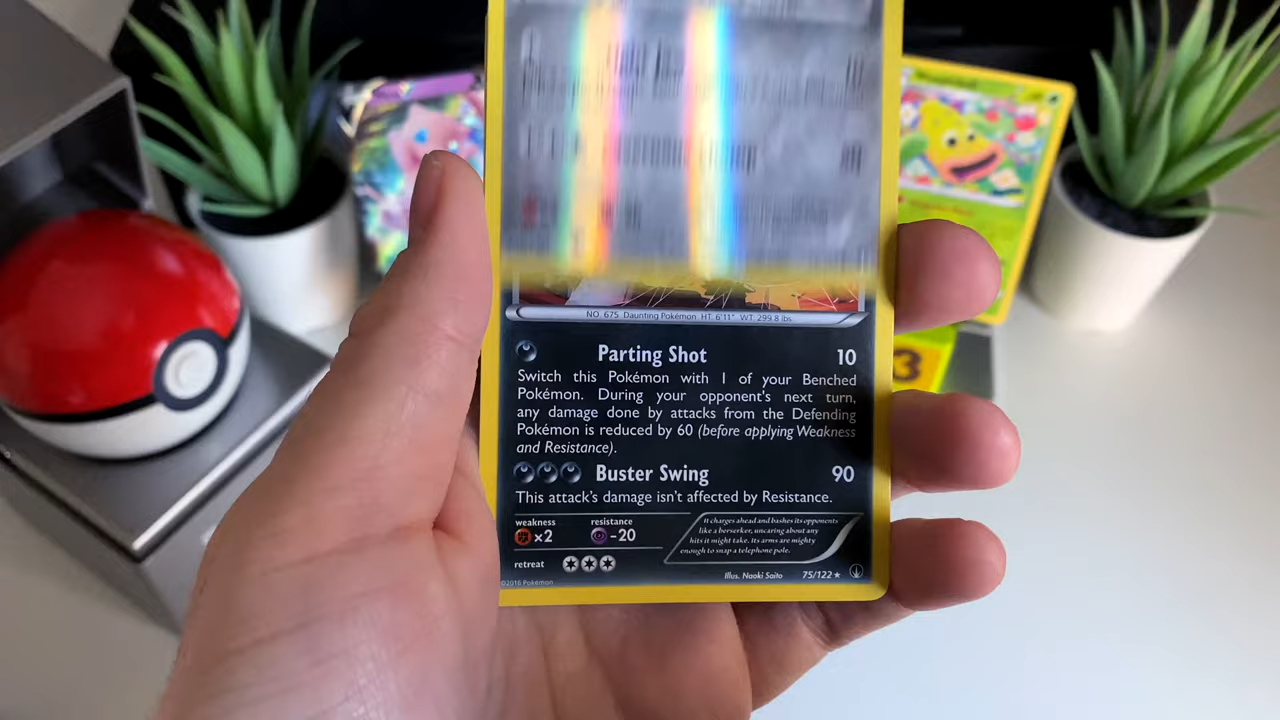 NO. 675 Daunting Pokémon HT: 6'11" WT: 299.8 lbs.
Parting Shot 10
Switch this Pokémon with 1 of your Benched
Pokémon. During your opponent's next turn,
any damage done by attacks from the Defending
Pokémon is reduced by 60 (before applying Weakness
and Resistance).
Buster Swing 90
This attack's damage isn't affected by Resistance.
weakness resistance
×2 -20
It charges ahead and bashes its opponents
like a berserker, uncaring about any
hits it might take. Its arms are mighty
enough to snap a telephone pole.
retreat
©2016 Pokémon
Illus. Naoki Saito 75/122
3